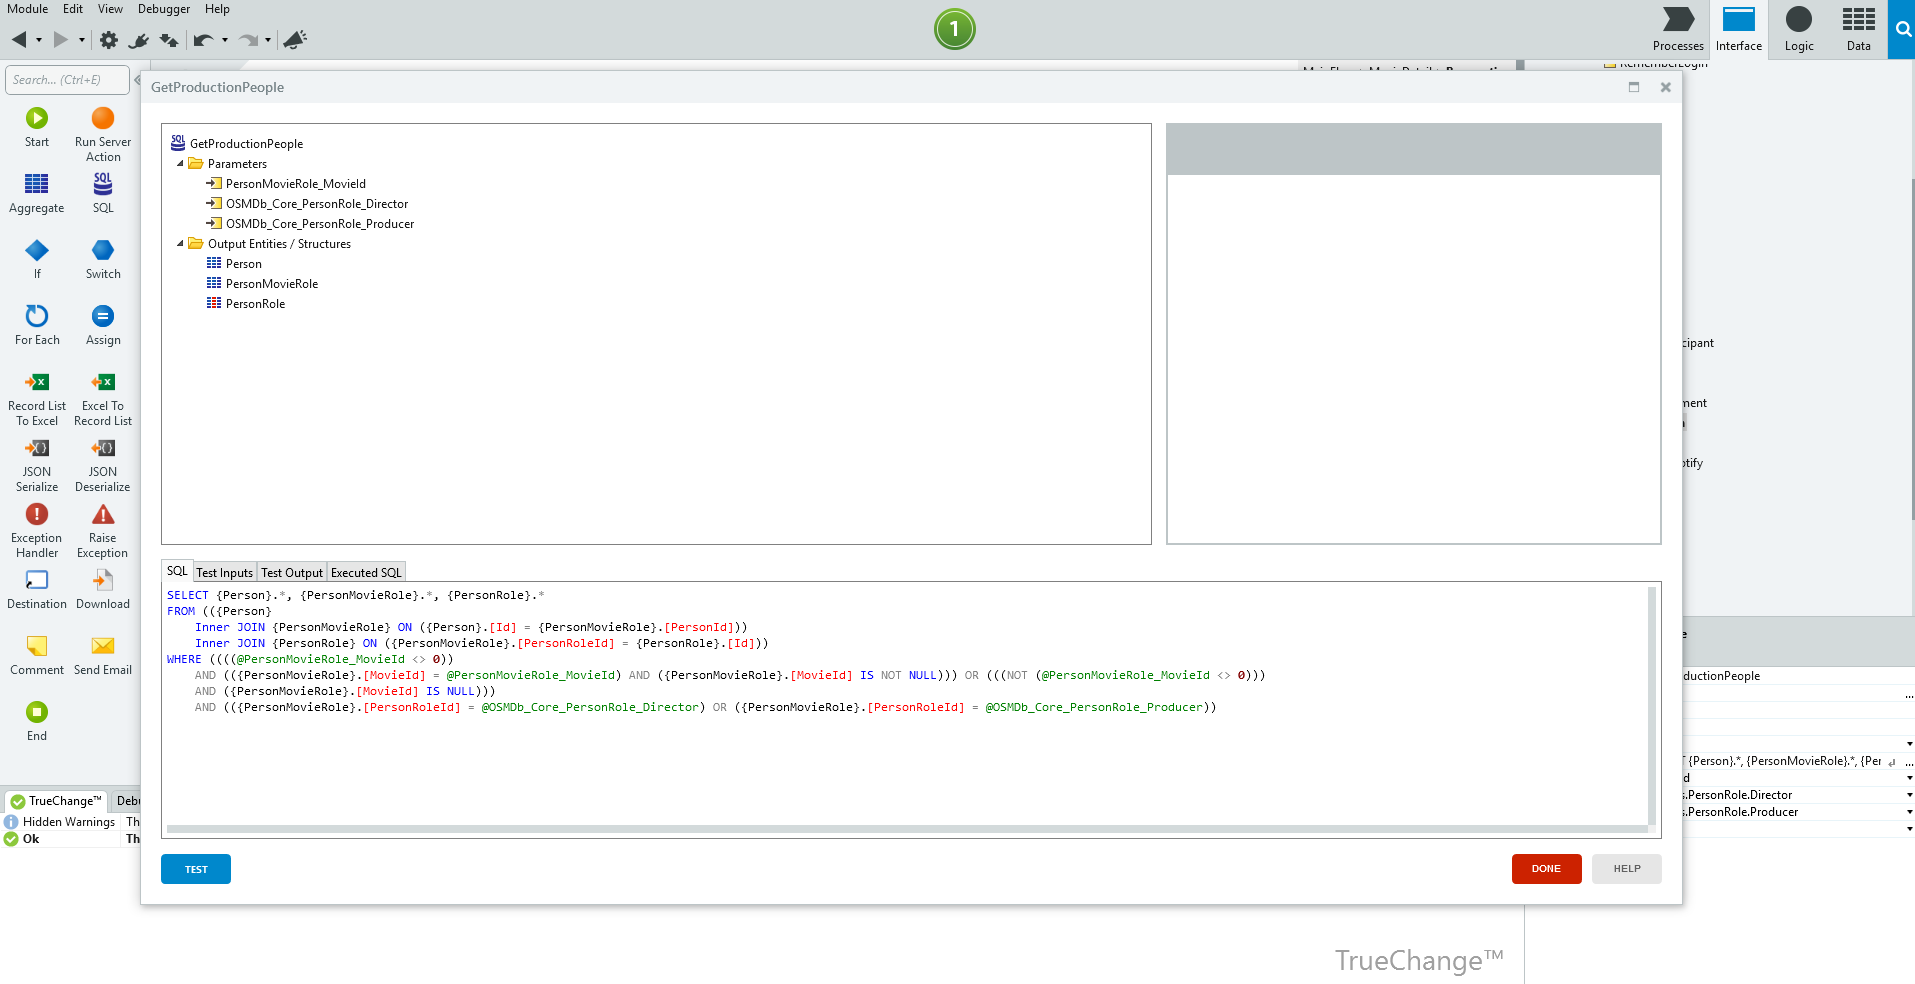 Module Edit View Debugger Help
1
Processes Interface Logic Data
Search... (Ctrl+E)
Start
Run Server Action
Aggregate
SQL
If
Switch
For Each
Assign
Record List To Excel
Excel To Record List
JSON Serialize
JSON Deserialize
Exception Handler
Raise Exception
Destination
Download
Comment
Send Email
End
GetProductionPeople
SQL GetProductionPeople
Parameters
PersonMovieRole_MovieId
OSMDb_Core_PersonRole_Director
OSMDb_Core_PersonRole_Producer
Output Entities / Structures
Person
PersonMovieRole
PersonRole
SQL Test Inputs Test Output Executed SQL
SELECT {Person}.*, {PersonMovieRole}.*, {PersonRole}.*
FROM (({Person}
Inner JOIN {PersonMovieRole} ON ({Person}.[Id] = {PersonMovieRole}.[PersonId]))
Inner JOIN {PersonRole} ON ({PersonMovieRole}.[PersonRoleId] = {PersonRole}.[Id]))
WHERE ((((@PersonMovieRole_MovieId <> 0))
AND (({PersonMovieRole}.[MovieId] = @PersonMovieRole_MovieId) AND ({PersonMovieRole}.[MovieId] IS NOT NULL))) OR (((NOT (@PersonMovieRole_MovieId <> 0)))
AND ({PersonMovieRole}.[MovieId] IS NULL)))
AND (({PersonMovieRole}.[PersonRoleId] = @OSMDb_Core_PersonRole_Director) OR ({PersonMovieRole}.[PersonRoleId] = @OSMDb_Core_PersonRole_Producer))
TEST
DONE
HELP
cipant
ment
otify
ductionPeople
...
{Person}.*, {PersonMovieRole}.*, {Per ...
d
s.PersonRole.Director
s.PersonRole.Producer
TrueChange™ Debu
Hidden Warnings Th
Ok Th
TrueChange™